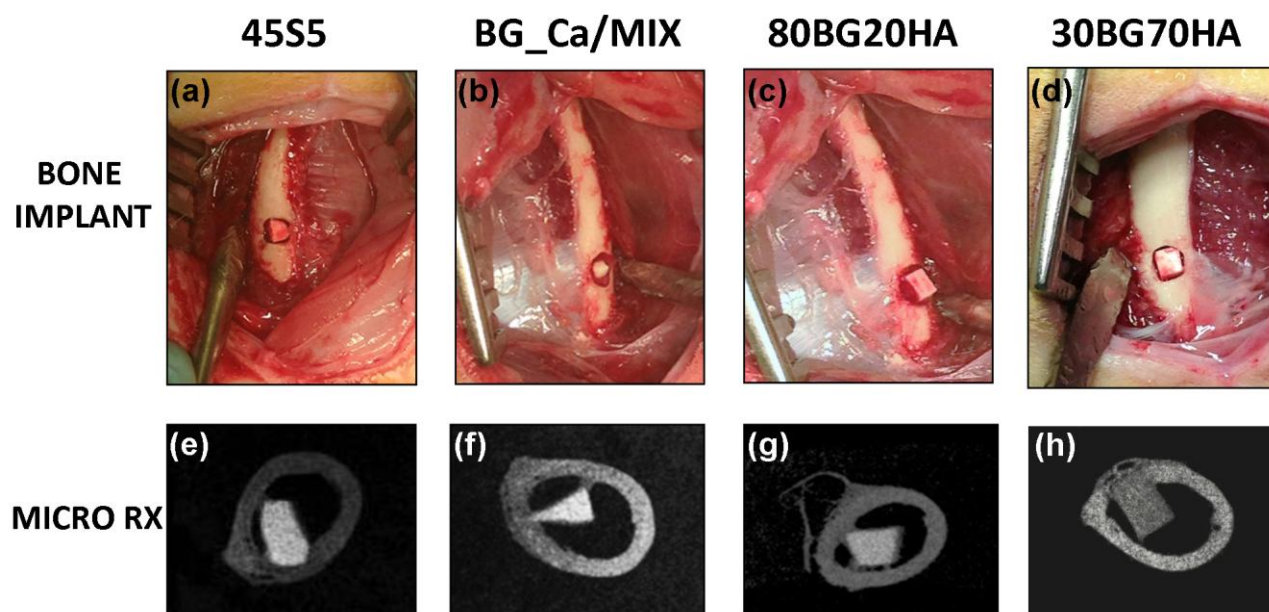 45S5 BG_Ca/MIX 80BG20HA 30BG70HA
(a) (b) (c) (d)
BONE
IMPLANT
(e) (f) (g) (h)
MICRO RX